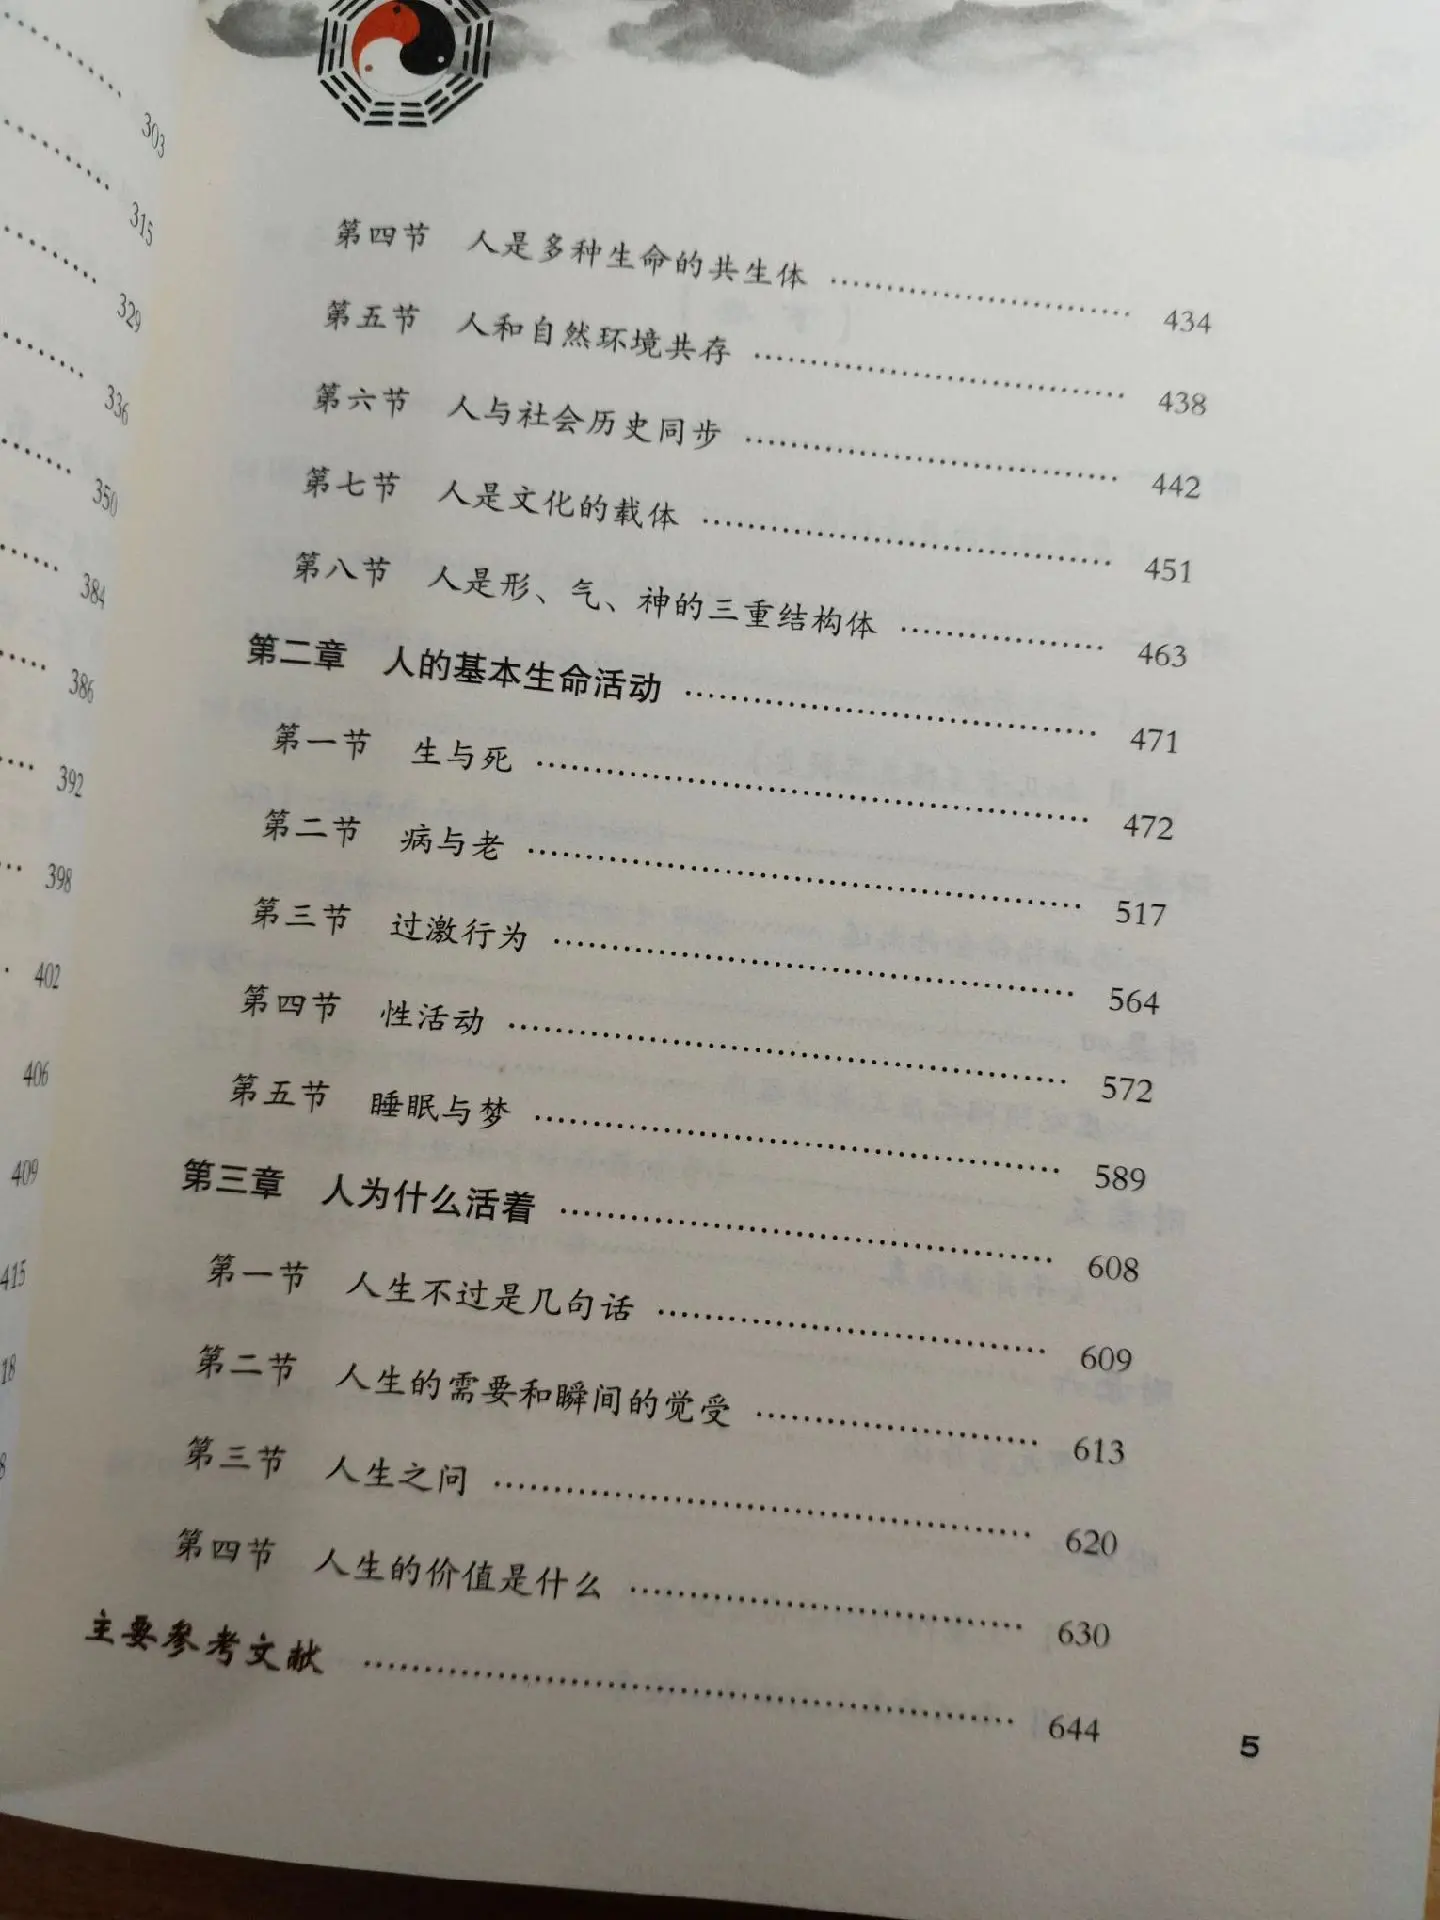 303
315
329
336
350
384
386
392
398
402
406
409
415
18
8
第四节 人是多种生命的共生体 …………………… 434
第五节 人和自然环境共存 …………………… 438
第六节 人与社会历史同步 …………………… 442
第七节 人是文化的载体 …………………… 451
第八节 人是形、气、神的三重结构体 …………………… 463
第二章 人的基本生命活动 …………………… 471
第一节 生与死 …………………… 472
第二节 病与老 …………………… 517
第三节 过激行为 …………………… 564
第四节 性活动 …………………… 572
第五节 睡眠与梦 …………………… 589
第三章 人为什么活着 …………………… 608
第一节 人生不过是几句话 …………………… 609
第二节 人生的需要和瞬间的觉受 …………………… 613
第三节 人生之问 …………………… 620
第四节 人生的价值是什么 …………………… 630
主要参考文献 …………………… 644
5